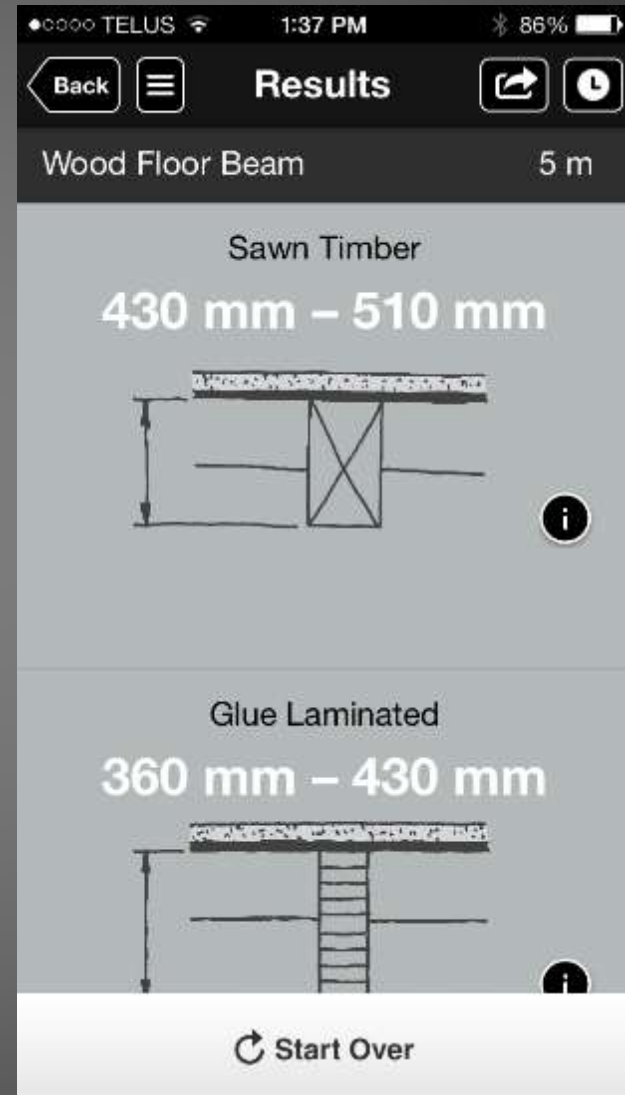 TELUS 1:37 PM 86%
Back Results
Wood Floor Beam 5 m
Sawn Timber
430 mm – 510 mm
i
Glue Laminated
360 mm – 430 mm
i
Start Over